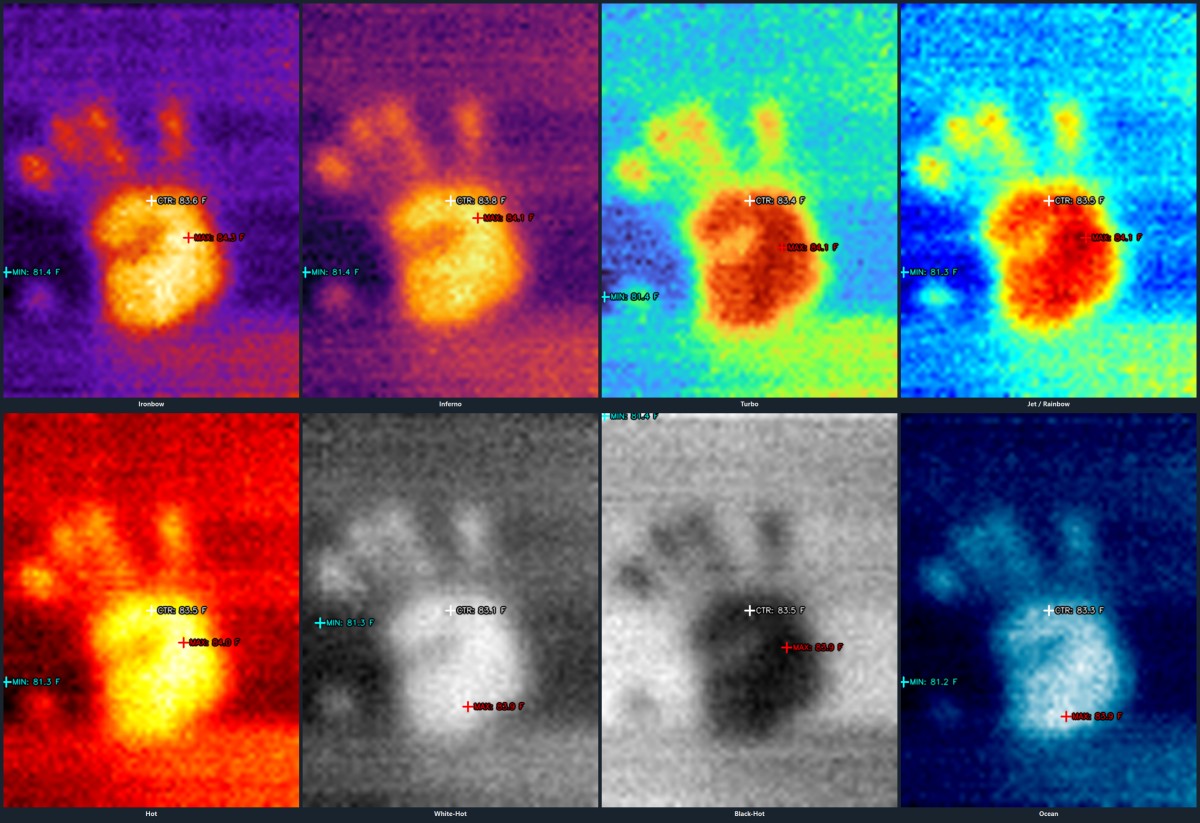 CTR: 83.6 F
MAX: 84.3 F
MIN: 81.4 F
Ironbow
CTR: 83.8 F
MAX: 84.1 F
MIN: 81.4 F
Inferno
CTR: 83.4 F
MAX: 84.1 F
MIN: 81.4 F
Turbo
CTR: 83.5 F
MAX: 84.1 F
MIN: 81.3 F
Jet / Rainbow
CTR: 83.5 F
MAX: 84.0 F
MIN: 81.3 F
Hot
CTR: 83.1 F
MIN: 81.3 F
MAX: 83.9 F
White-Hot
MIN: 81.4 F
CTR: 83.5 F
MAX: 83.9 F
Black-Hot
CTR: 83.3 F
MIN: 81.2 F
MAX: 83.9 F
Ocean